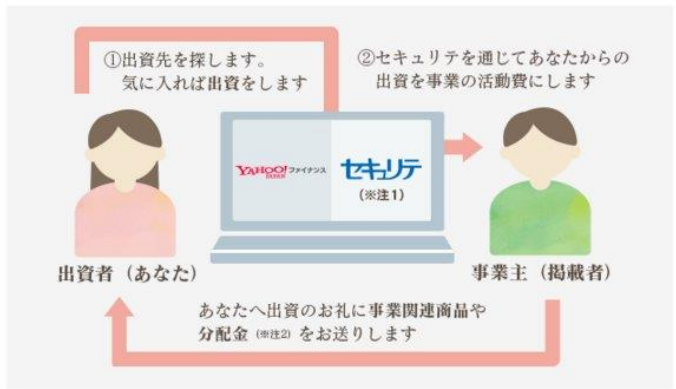 ①出資先を探します。
気に入れば出資をします
②セキュリテを通じてあなたからの
出資を事業の活動費にします
YAHOO!
JAPAN
ファイナンス
セキュリテ
(※注1)
出資者(あなた)
事業主(掲載者)
あなたへ出資のお礼に事業関連商品や
分配金 (※注2) をお送りします